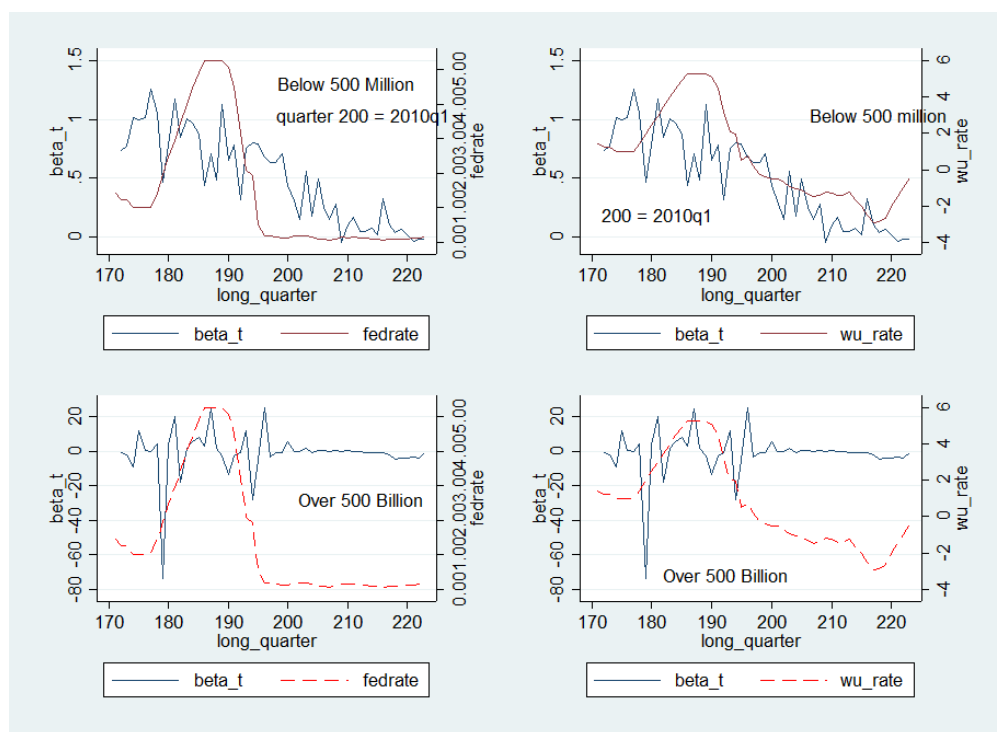 1.5
1
.5
0
beta_t
0.001.002.003.004.005.00
fedrate
Below 500 Million
quarter 200 = 2010q1
170 180 190 200 210 220
long_quarter
beta_t fedrate
1.5
1
.5
0
beta_t
6
4
2
0
-2
-4
wu_rate
Below 500 million
200 = 2010q1
170 180 190 200 210 220
long_quarter
beta_t wu_rate
20
0
-20
-40
-60
-80
beta_t
0.001.002.003.004.005.00
fedrate
Over 500 Billion
170 180 190 200 210 220
long_quarter
beta_t fedrate
20
0
-20
-40
-60
-80
beta_t
6
4
2
0
-2
-4
wu_rate
Over 500 Billion
170 180 190 200 210 220
long_quarter
beta_t wu_rate